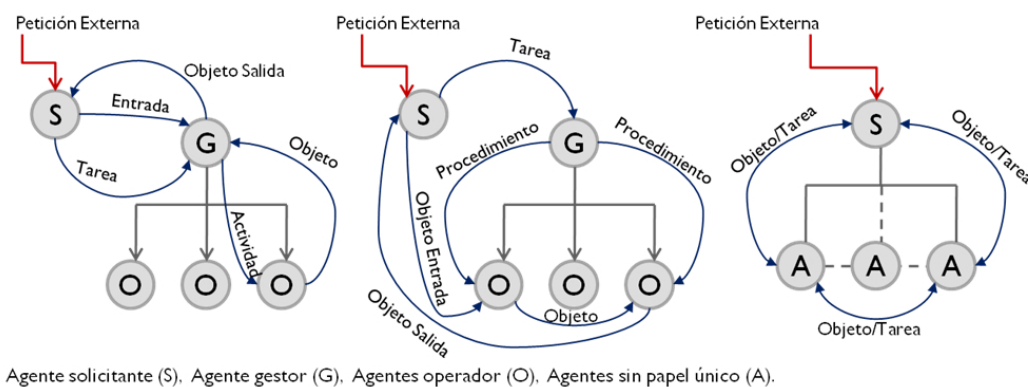 Petición Externa
Objeto Salida
S
Entrada
G
Objeto
Tarea
Actividad
O
O
O
Petición Externa
Tarea
S
G
Procedimiento
Procedimiento
Objeto Entrada
O
O
O
Objeto
Objeto Salida
Petición Externa
S
Objeto/Tarea
Objeto/Tarea
A
A
A
Objeto/Tarea
Agente solicitante (S), Agente gestor (G), Agentes operador (O), Agentes sin papel único (A).